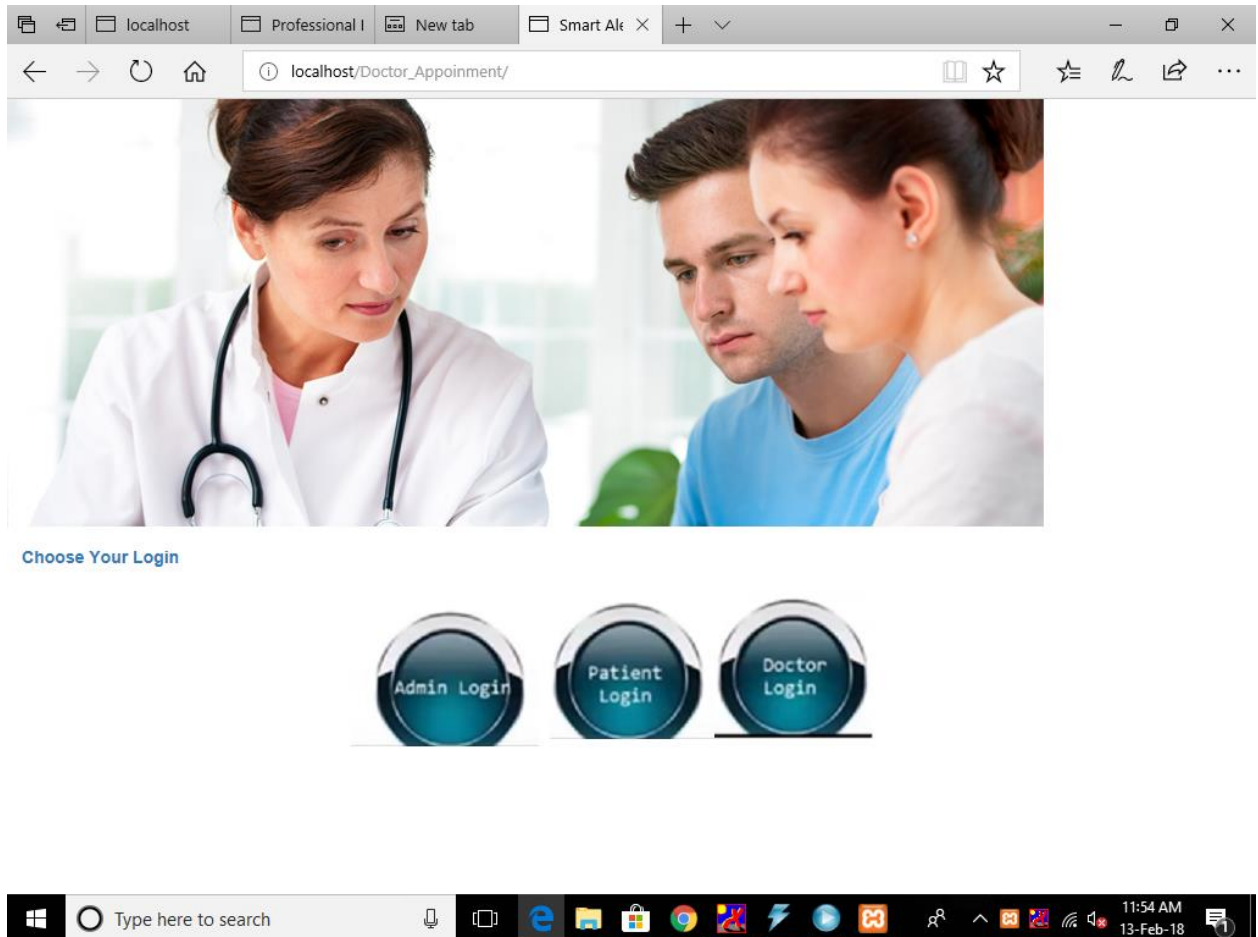 localhost
Professional I
New tab
Smart Ale
localhost/Doctor_Appoinment/
Choose Your Login
Admin Login
Patient
Login
Doctor
Login
Type here to search
11:54 AM
13-Feb-18
1